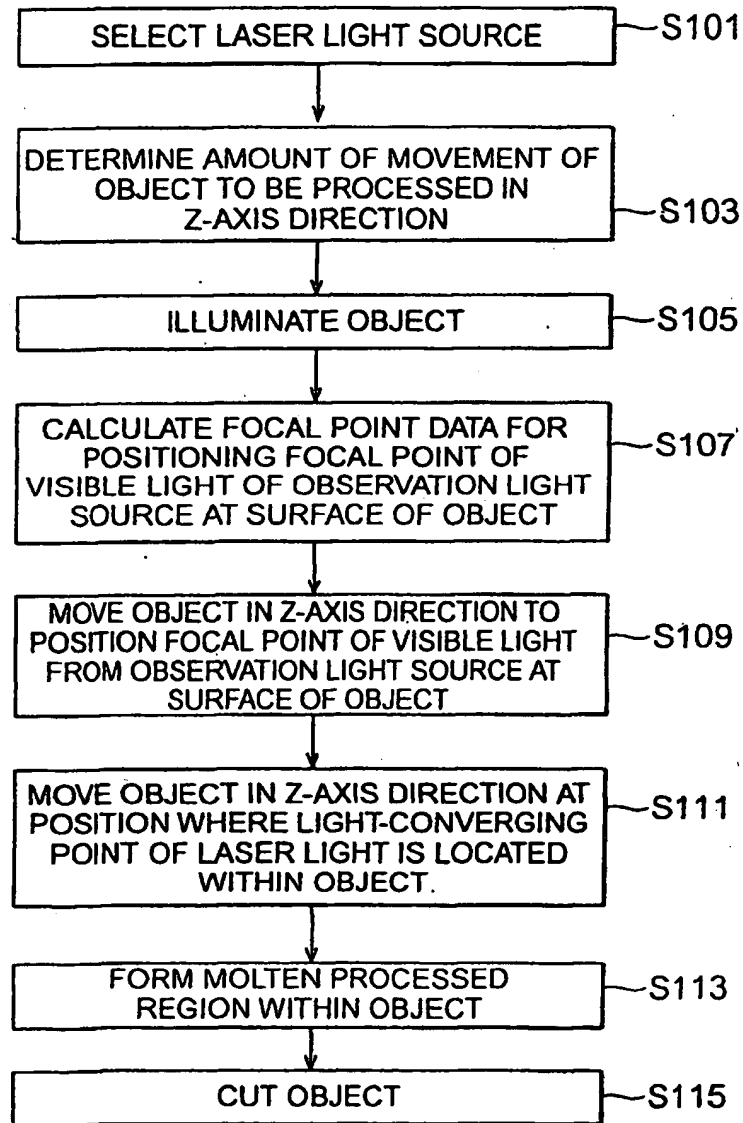 SELECT LASER LIGHT SOURCE
S101
DETERMINE AMOUNT OF MOVEMENT OF
OBJECT TO BE PROCESSED IN
Z-AXIS DIRECTION
S103
ILLUMINATE OBJECT
S105
CALCULATE FOCAL POINT DATA FOR
POSITIONING FOCAL POINT OF
VISIBLE LIGHT OF OBSERVATION LIGHT
SOURCE AT SURFACE OF OBJECT
S107
MOVE OBJECT IN Z-AXIS DIRECTION TO
POSITION FOCAL POINT OF VISIBLE LIGHT
FROM OBSERVATION LIGHT SOURCE AT
SURFACE OF OBJECT
S109
MOVE OBJECT IN Z-AXIS DIRECTION AT
POSITION WHERE LIGHT-CONVERGING
POINT OF LASER LIGHT IS LOCATED
WITHIN OBJECT.
S111
FORM MOLTEN PROCESSED
REGION WITHIN OBJECT
S113
CUT OBJECT
S115